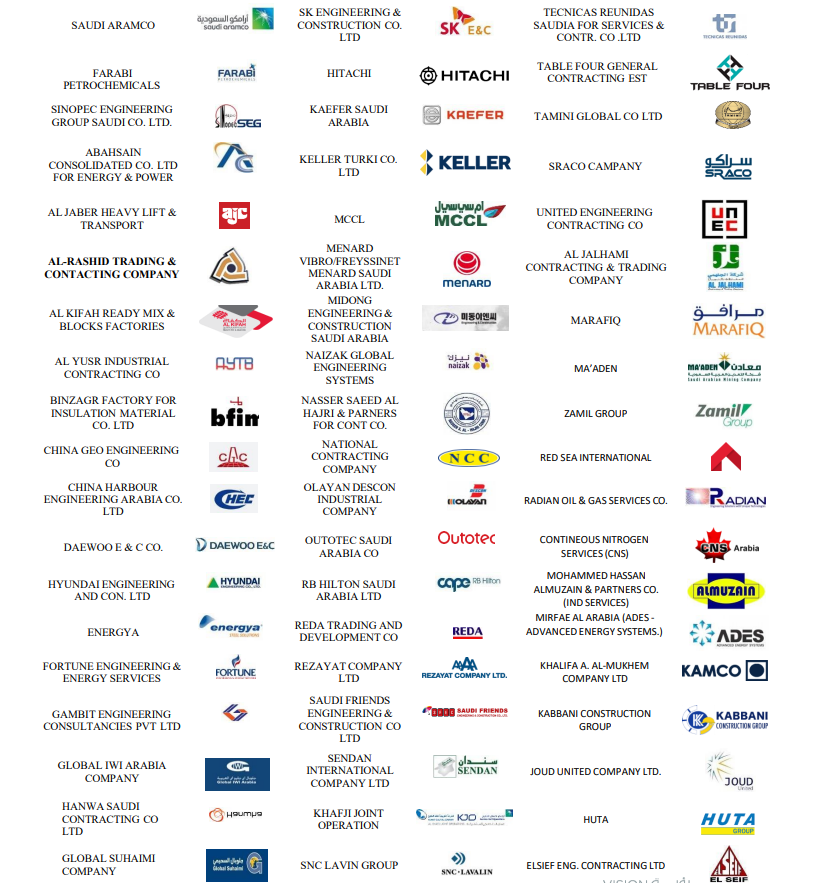 SAUDI ARAMCO
أرامكو السعودية
saudi aramco
SK ENGINEERING &
CONSTRUCTION CO.
LTD
SK E&C
TECNICAS REUNIDAS
SAUDIA FOR SERVICES &
CONTR. CO .LTD
TECNICAS REUNIDAS
FARABI
PETROCHEMICALS
FARABI
HITACHI
HITACHI
TABLE FOUR GENERAL
CONTRACTING EST
TABLE FOUR
SINOPEC ENGINEERING
GROUP SAUDI CO. LTD.
SEG
KAEFER SAUDI
ARABIA
KAEFER
TAMINI GLOBAL CO LTD
ABAHSAIN
CONSOLIDATED CO. LTD
FOR ENERGY & POWER
KELLER TURKI CO.
LTD
KELLER
SRACO CAMPANY
سراكو
SRACO
AL JABER HEAVY LIFT &
TRANSPORT
ajc
MCCL
ام سي سيال
MCCL
UNITED ENGINEERING
CONTRACTING CO
UNEC
AL-RASHID TRADING &
CONTACTING COMPANY
MENARD
VIBRO/FREYSSINET
MENARD SAUDI
ARABIA LTD.
MENARD
AL JALHAMI
CONTRACTING & TRADING
COMPANY
AL JALHAMI
AL KIFAH READY MIX &
BLOCKS FACTORIES
AL KIFAH
MIDONG
ENGINEERING &
CONSTRUCTION
SAUDI ARABIA
미동이앤씨
MARAFIQ
مرافق
MARAFIQ
AL YUSR INDUSTRIAL
CONTRACTING CO
AYTB
NAIZAK GLOBAL
ENGINEERING
SYSTEMS
نيزك
naizak
MA’ADEN
MA'ADEN معادن
Saudi Arabian Mining Company
BINZAGR FACTORY FOR
INSULATION MATERIAL
CO. LTD
bfim
NASSER SAEED AL
HAJRI & PARNERS
FOR CONT CO.
ZAMIL GROUP
Zamil
Group
CHINA GEO ENGINEERING
CO
NATIONAL
CONTRACTING
COMPANY
NCC
RED SEA INTERNATIONAL
CHINA HARBOUR
ENGINEERING ARABIA CO.
LTD
CHEC
OLAYAN DESCON
INDUSTRIAL
COMPANY
OLAYAN
RADIAN OIL & GAS SERVICES CO.
RADIAN
DAEWOO E & C CO.
DAEWOO E&C
OUTOTEC SAUDI
ARABIA CO
Outotec
CONTINEOUS NITROGEN
SERVICES (CNS)
CNS Arabia
HYUNDAI ENGINEERING
AND CON. LTD
HYUNDAI
ENGINEERING CO., LTD.
RB HILTON SAUDI
ARABIA LTD
cape RB Hilton
MOHAMMED HASSAN
ALMUZAIN & PARTNERS CO.
(IND SERVICES)
ALMUZAIN
ENERGYA
energya
REDA TRADING AND
DEVELOPMENT CO
REDA
MIRFAE AL ARABIA (ADES -
ADVANCED ENERGY SYSTEMS.)
ADES
ADVANCED ENERGY SYSTEMS
FORTUNE ENGINEERING &
ENERGY SERVICES
FORTUNE
REZAYAT COMPANY
LTD
REZAYAT COMPANY LTD.
KHALIFA A. AL-MUKHEM
COMPANY LTD
KAMCO
GAMBIT ENGINEERING
CONSULTANCIES PVT LTD
SAUDI FRIENDS
ENGINEERING &
CONSTRUCTION CO
LTD
SAUDI FRIENDS
KABBANI CONSTRUCTION
GROUP
KABBANI
CONSTRUCTION GROUP
GLOBAL IWI ARABIA
COMPANY
Global IWI Arabia
SENDAN
INTERNATIONAL
COMPANY LTD
سندان
SENDAN
JOUD UNITED COMPANY LTD.
JOUD
United
HANWA SAUDI
CONTRACTING CO
LTD
KHAFJI JOINT
OPERATION
KJO
HUTA
HUTA
GROUP
GLOBAL SUHAIMI
COMPANY
جلوبال السحيمي
Global Suhaimi
SNC LAVIN GROUP
SNC·LAVALIN
ELSIEF ENG. CONTRACTING LTD
EL SEIF